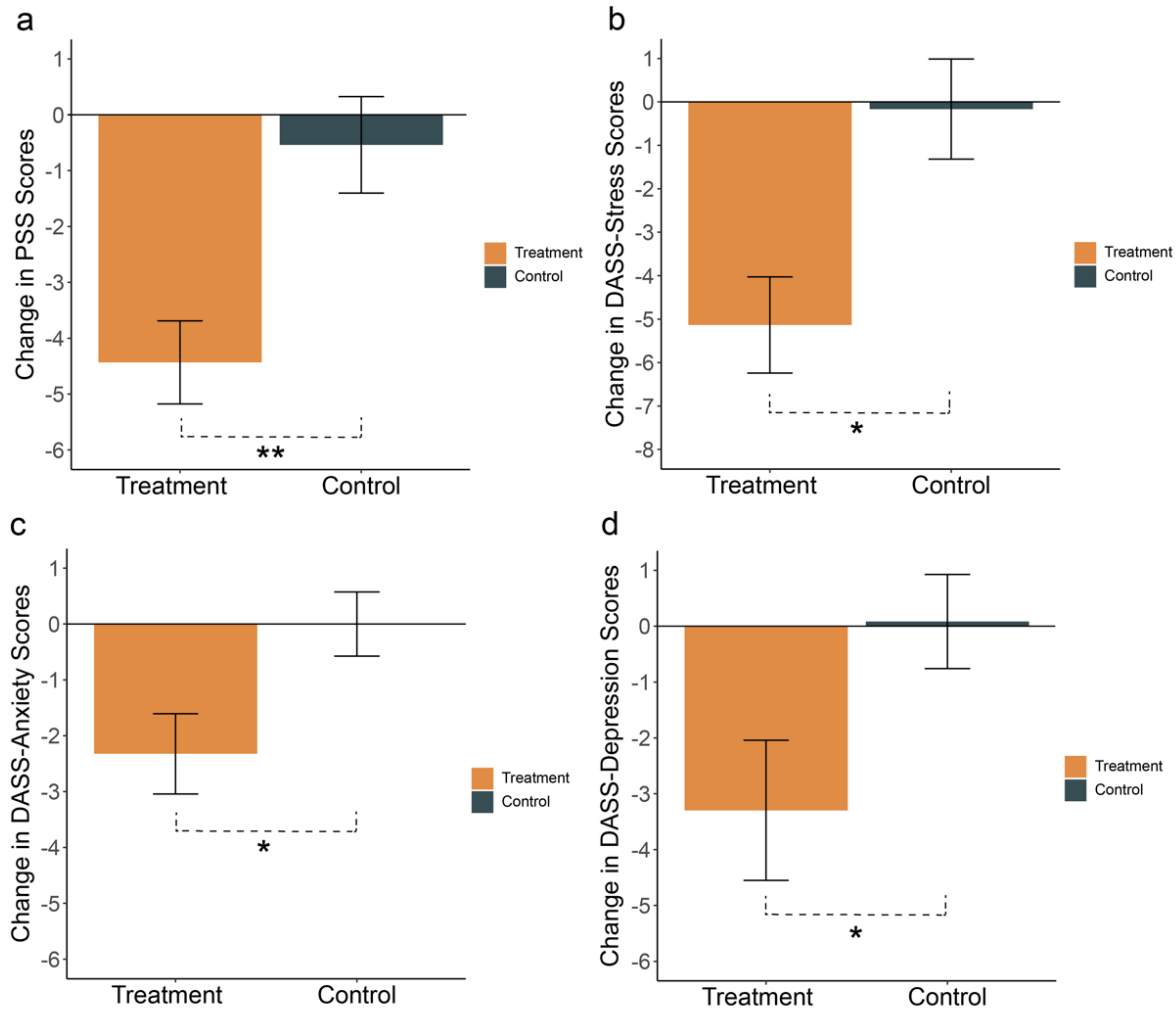 a
Change in PSS Scores
1
0
-1
-2
-3
-4
-5
-6
**
Treatment
Control
Treatment
Control
b
Change in DASS-Stress Scores
1
0
-1
-2
-3
-4
-5
-6
-7
-8
*
Treatment
Control
Treatment
Control
c
Change in DASS-Anxiety Scores
1
0
-1
-2
-3
-4
-5
-6
*
Treatment
Control
Treatment
Control
d
Change in DASS-Depression Scores
1
0
-1
-2
-3
-4
-5
-6
*
Treatment
Control
Treatment
Control